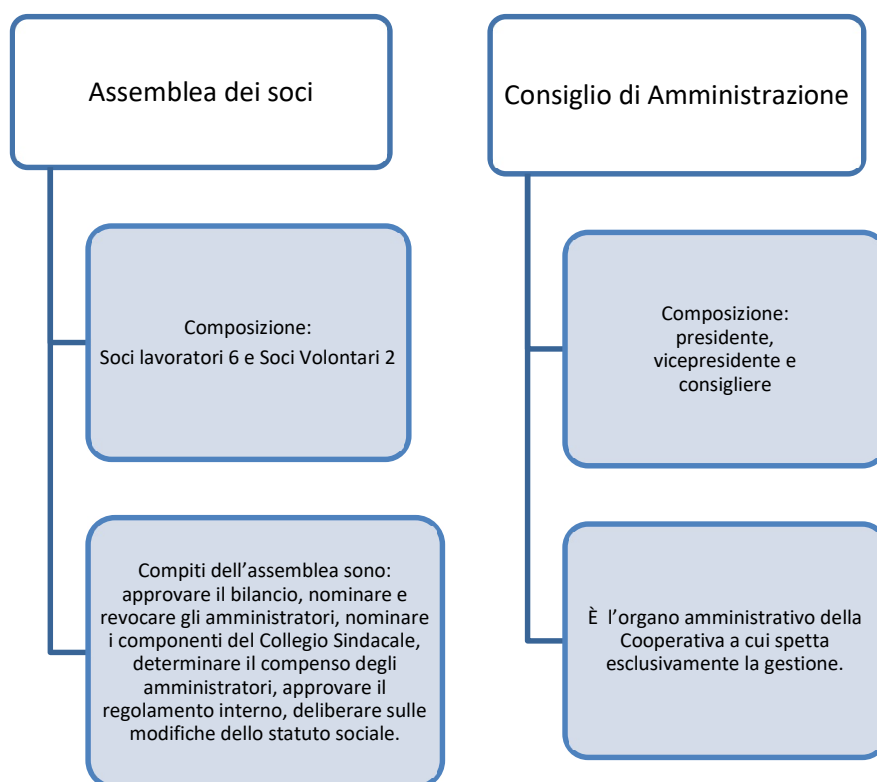 Assemblea dei soci
Composizione:
Soci lavoratori 6 e Soci Volontari 2
Compiti dell’assemblea sono:
approvare il bilancio, nominare e
revocare gli amministratori, nominare
i componenti del Collegio Sindacale,
determinare il compenso degli
amministratori, approvare il
regolamento interno, deliberare sulle
modifiche dello statuto sociale.
Consiglio di Amministrazione
Composizione:
presidente,
vicepresidente e
consigliere
È l’organo amministrativo della
Cooperativa a cui spetta
esclusivamente la gestione.